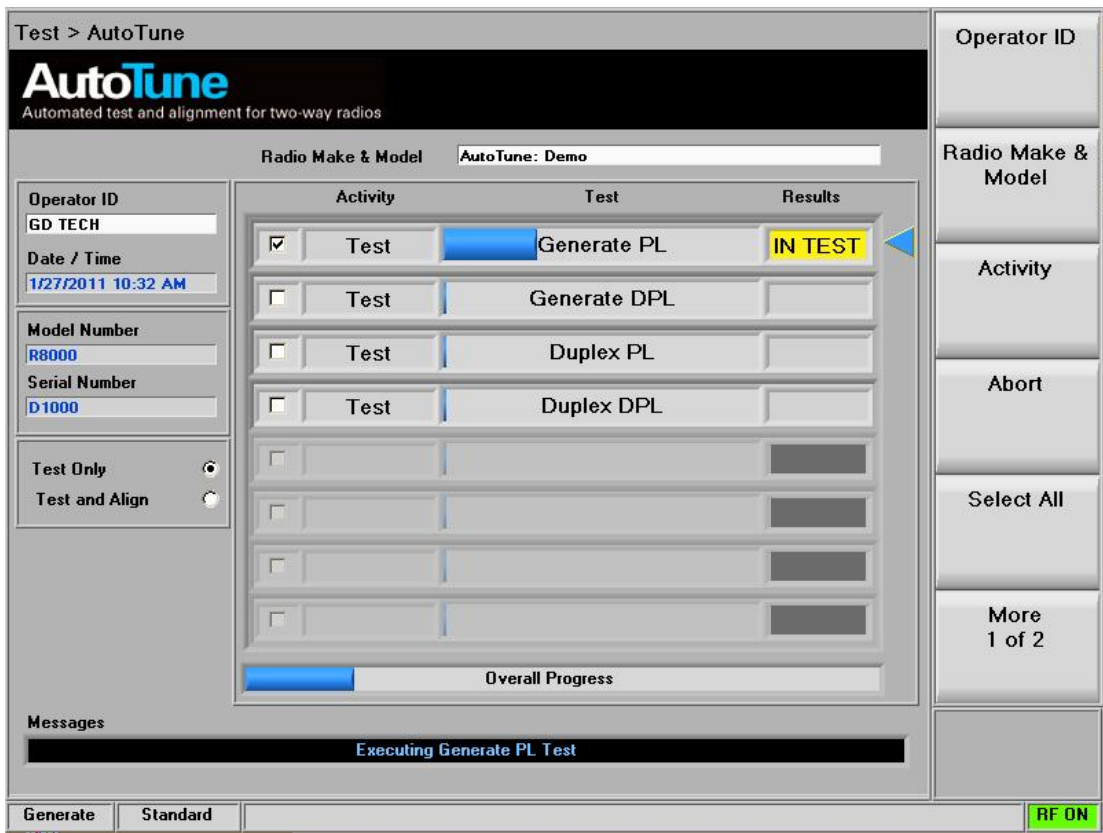 Test > AutoTune
AutoTune
Automated test and alignment for two-way radios
Radio Make & Model
AutoTune: Demo
Operator ID
GD TECH
Date / Time
1/27/2011 10:32 AM
Model Number
R8000
Serial Number
D1000
Test Only
Test and Align
Activity Test Results
Test Generate PL IN TEST
Test Generate DPL
Test Duplex PL
Test Duplex DPL
Overall Progress
Messages
Executing Generate PL Test
Generate Standard RF ON
Operator ID
Radio Make &
Model
Activity
Abort
Select All
More
1 of 2